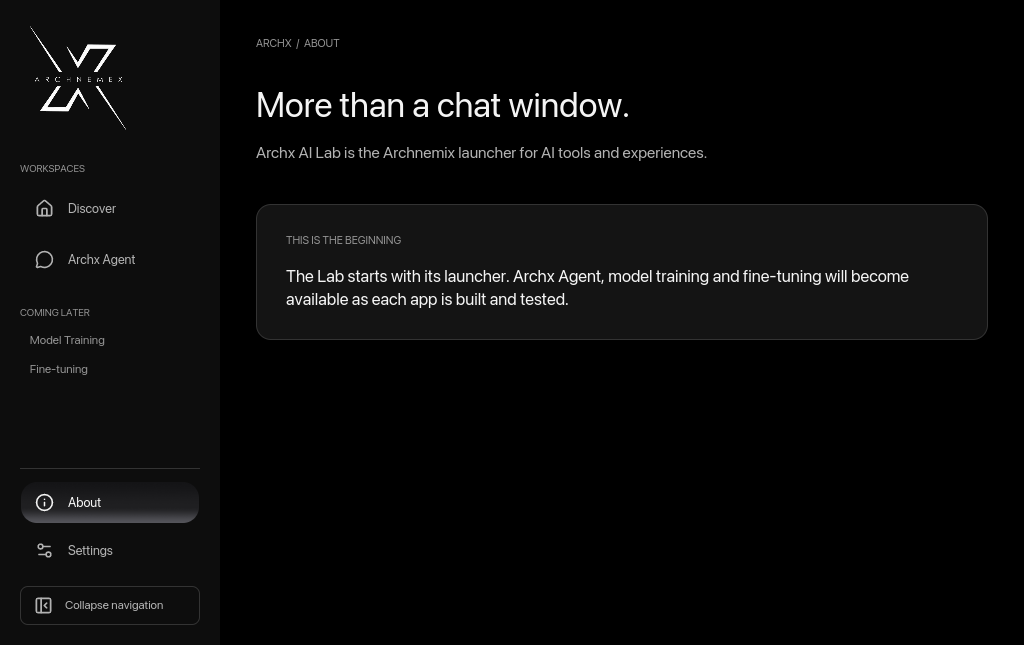 ARCHNEMEX
WORKSPACES
Discover
Archx Agent
COMING LATER
Model Training
Fine-tuning
About
Settings
Collapse navigation
ARCHX / ABOUT
More than a chat window.
Archx AI Lab is the Archnemix launcher for AI tools and experiences.
THIS IS THE BEGINNING
The Lab starts with its launcher. Archx Agent, model training and fine-tuning will become
available as each app is built and tested.